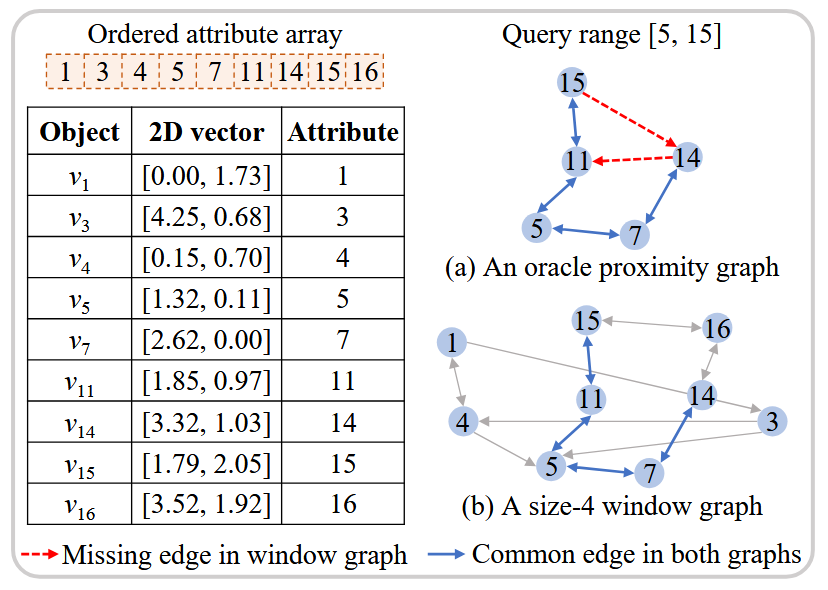 Ordered attribute array
1 3 4 5 7 11 14 15 16
Object 2D vector Attribute
v1 [0.00, 1.73] 1
v3 [4.25, 0.68] 3
v4 [0.15, 0.70] 4
v5 [1.32, 0.11] 5
v7 [2.62, 0.00] 7
v11 [1.85, 0.97] 11
v14 [3.32, 1.03] 14
v15 [1.79, 2.05] 15
v16 [3.52, 1.92] 16
Query range [5, 15]
15
11 14
5 7
(a) An oracle proximity graph
15 16
1
11 14
4 3
5 7
(b) A size-4 window graph
Missing edge in window graph
Common edge in both graphs